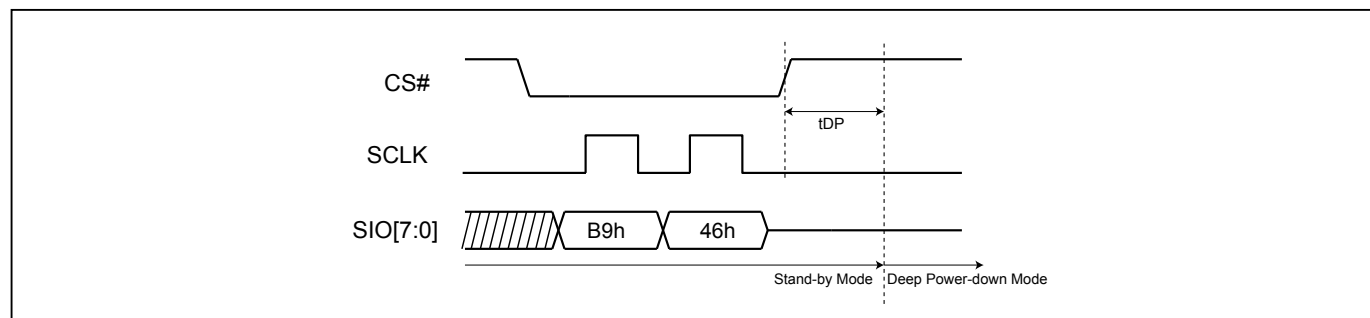 CS#
tDP
SCLK
SIO[7:0]
B9h
46h
Stand-by Mode
Deep Power-down Mode